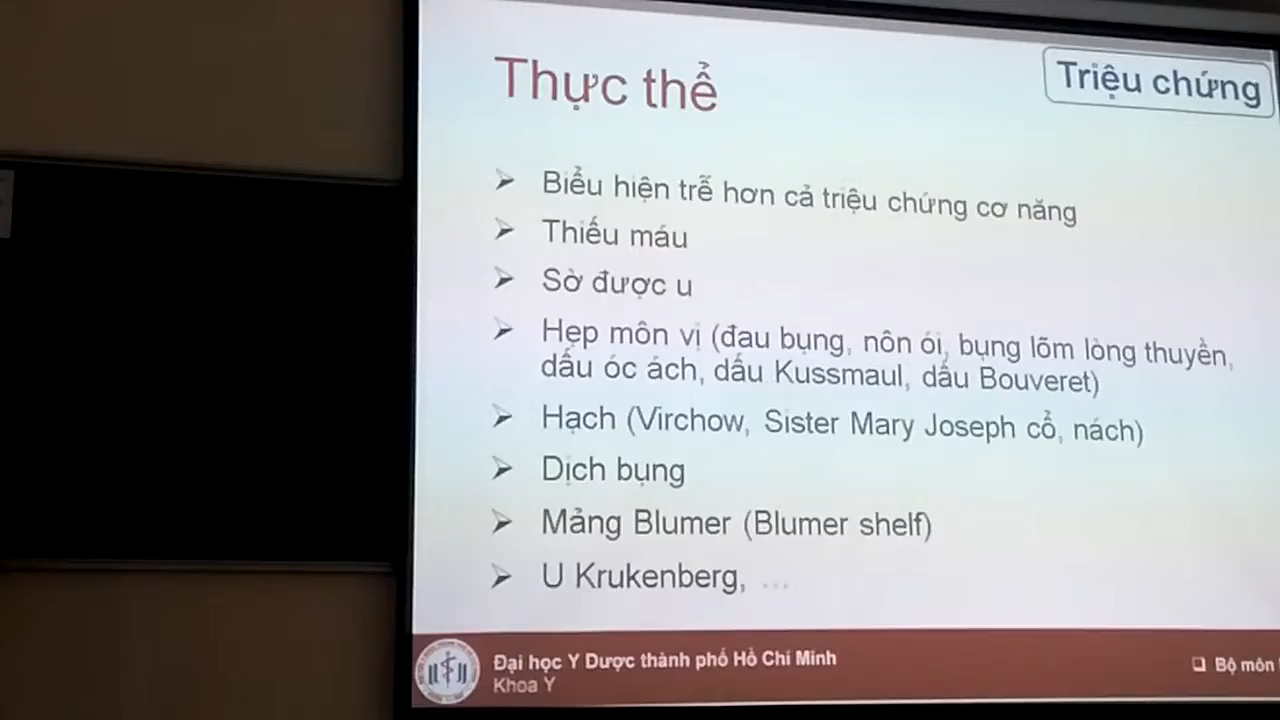 Thực thể
Triệu chứng
Biểu hiện trễ hơn cả triệu chứng cơ năng
Thiếu máu
Sờ được u
Hẹp môn vị (đau bụng, nôn ói, bụng lõm lòng thuyền,
dấu óc ách, dấu Kussmaul, dấu Bouveret)
Hạch (Virchow, Sister Mary Joseph cổ, nách)
Dịch bụng
Mảng Blumer (Blumer shelf)
U Krukenberg, ...
Đại học Y Dược thành phố Hồ Chí Minh
Khoa Y
Bộ môn